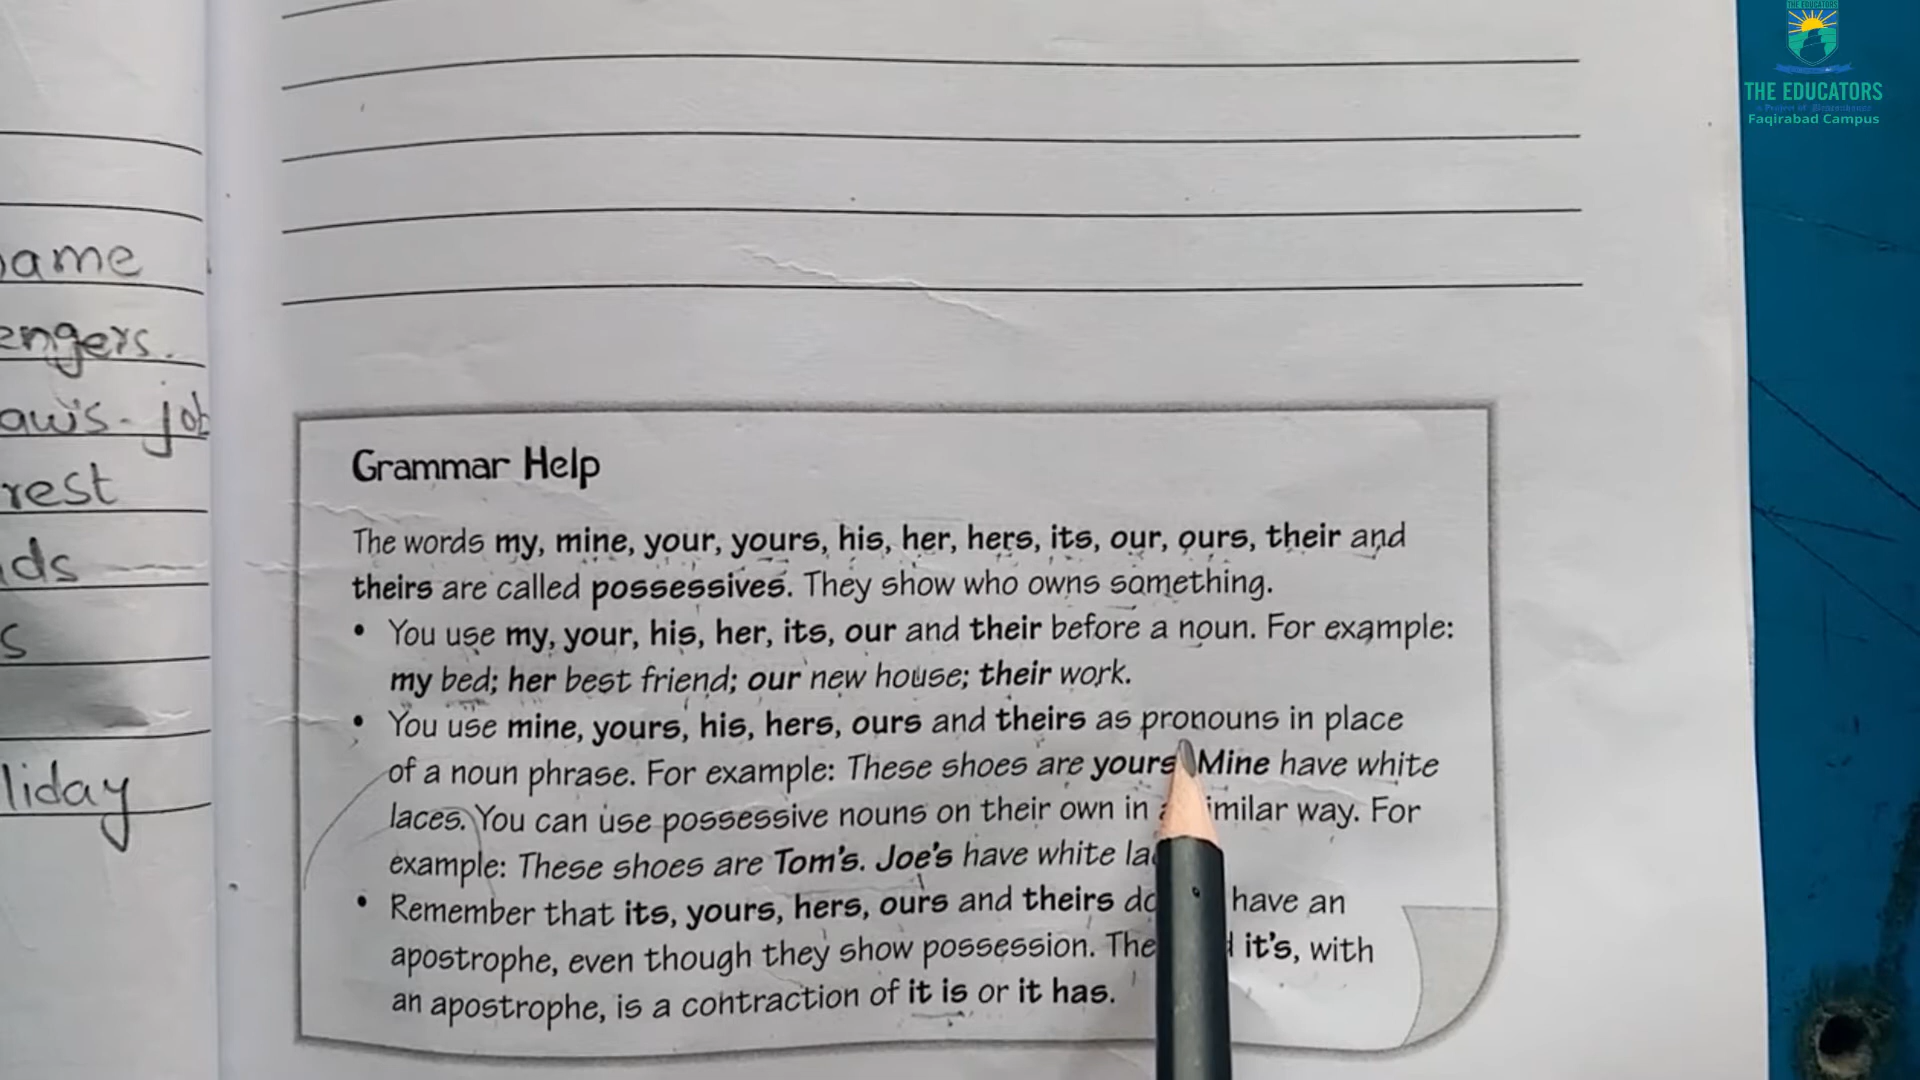 THE EDUCATORS
THE EDUCATORS
Faqirabad Campus
ame
engers.
job
rest
ds
s
liday
Grammar Help
The words my, mine, your, yours, his, her, hers, its, our, ours, their and
theirs are called possessives. They show who owns something.
• You use my, your, his, her, its, our and their before a noun. For example:
my bed; her best friend; our new house; their work.
• You use mine, yours, his, hers, ours and theirs as pronouns in place
of a noun phrase. For example: These shoes are yours. Mine have white
laces. You can use possessive nouns on their own in a similar way. For
example: These shoes are Tom's. Joe's have white
• Remember that its, yours, hers, ours and theirs have an
apostrophe, even though they show possession. The it's, with
an apostrophe, is a contraction of it is or it has.